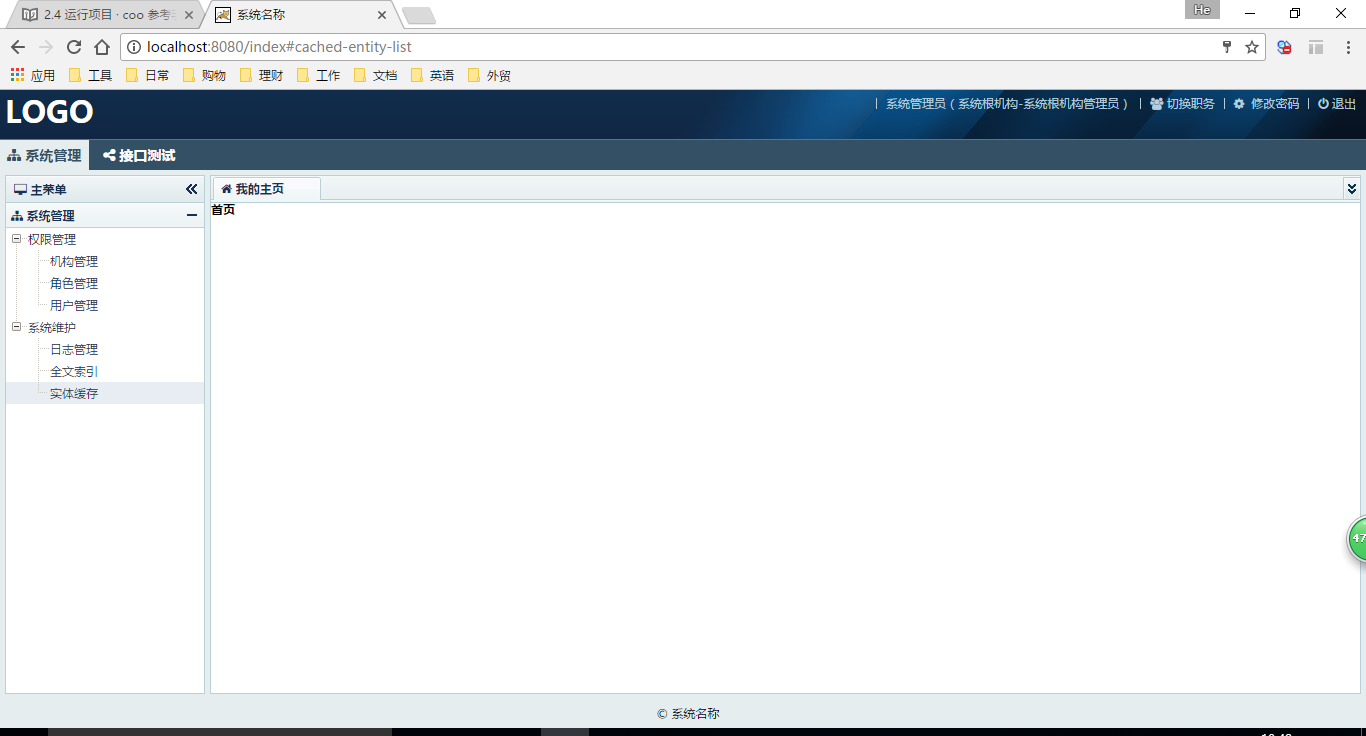 2.4 运行项目 · coo 参考
系统名称
He
localhost:8080/index#cached-entity-list
应用 工具 日常 购物 理财 工作 文档 英语 外贸
LOGO
| 系统管理员（系统根机构-系统根机构管理员） | 切换职务 | 修改密码 | 退出
系统管理 接口测试
主菜单
我的主页
系统管理
首页
权限管理
机构管理
角色管理
用户管理
系统维护
日志管理
全文索引
实体缓存
47
© 系统名称